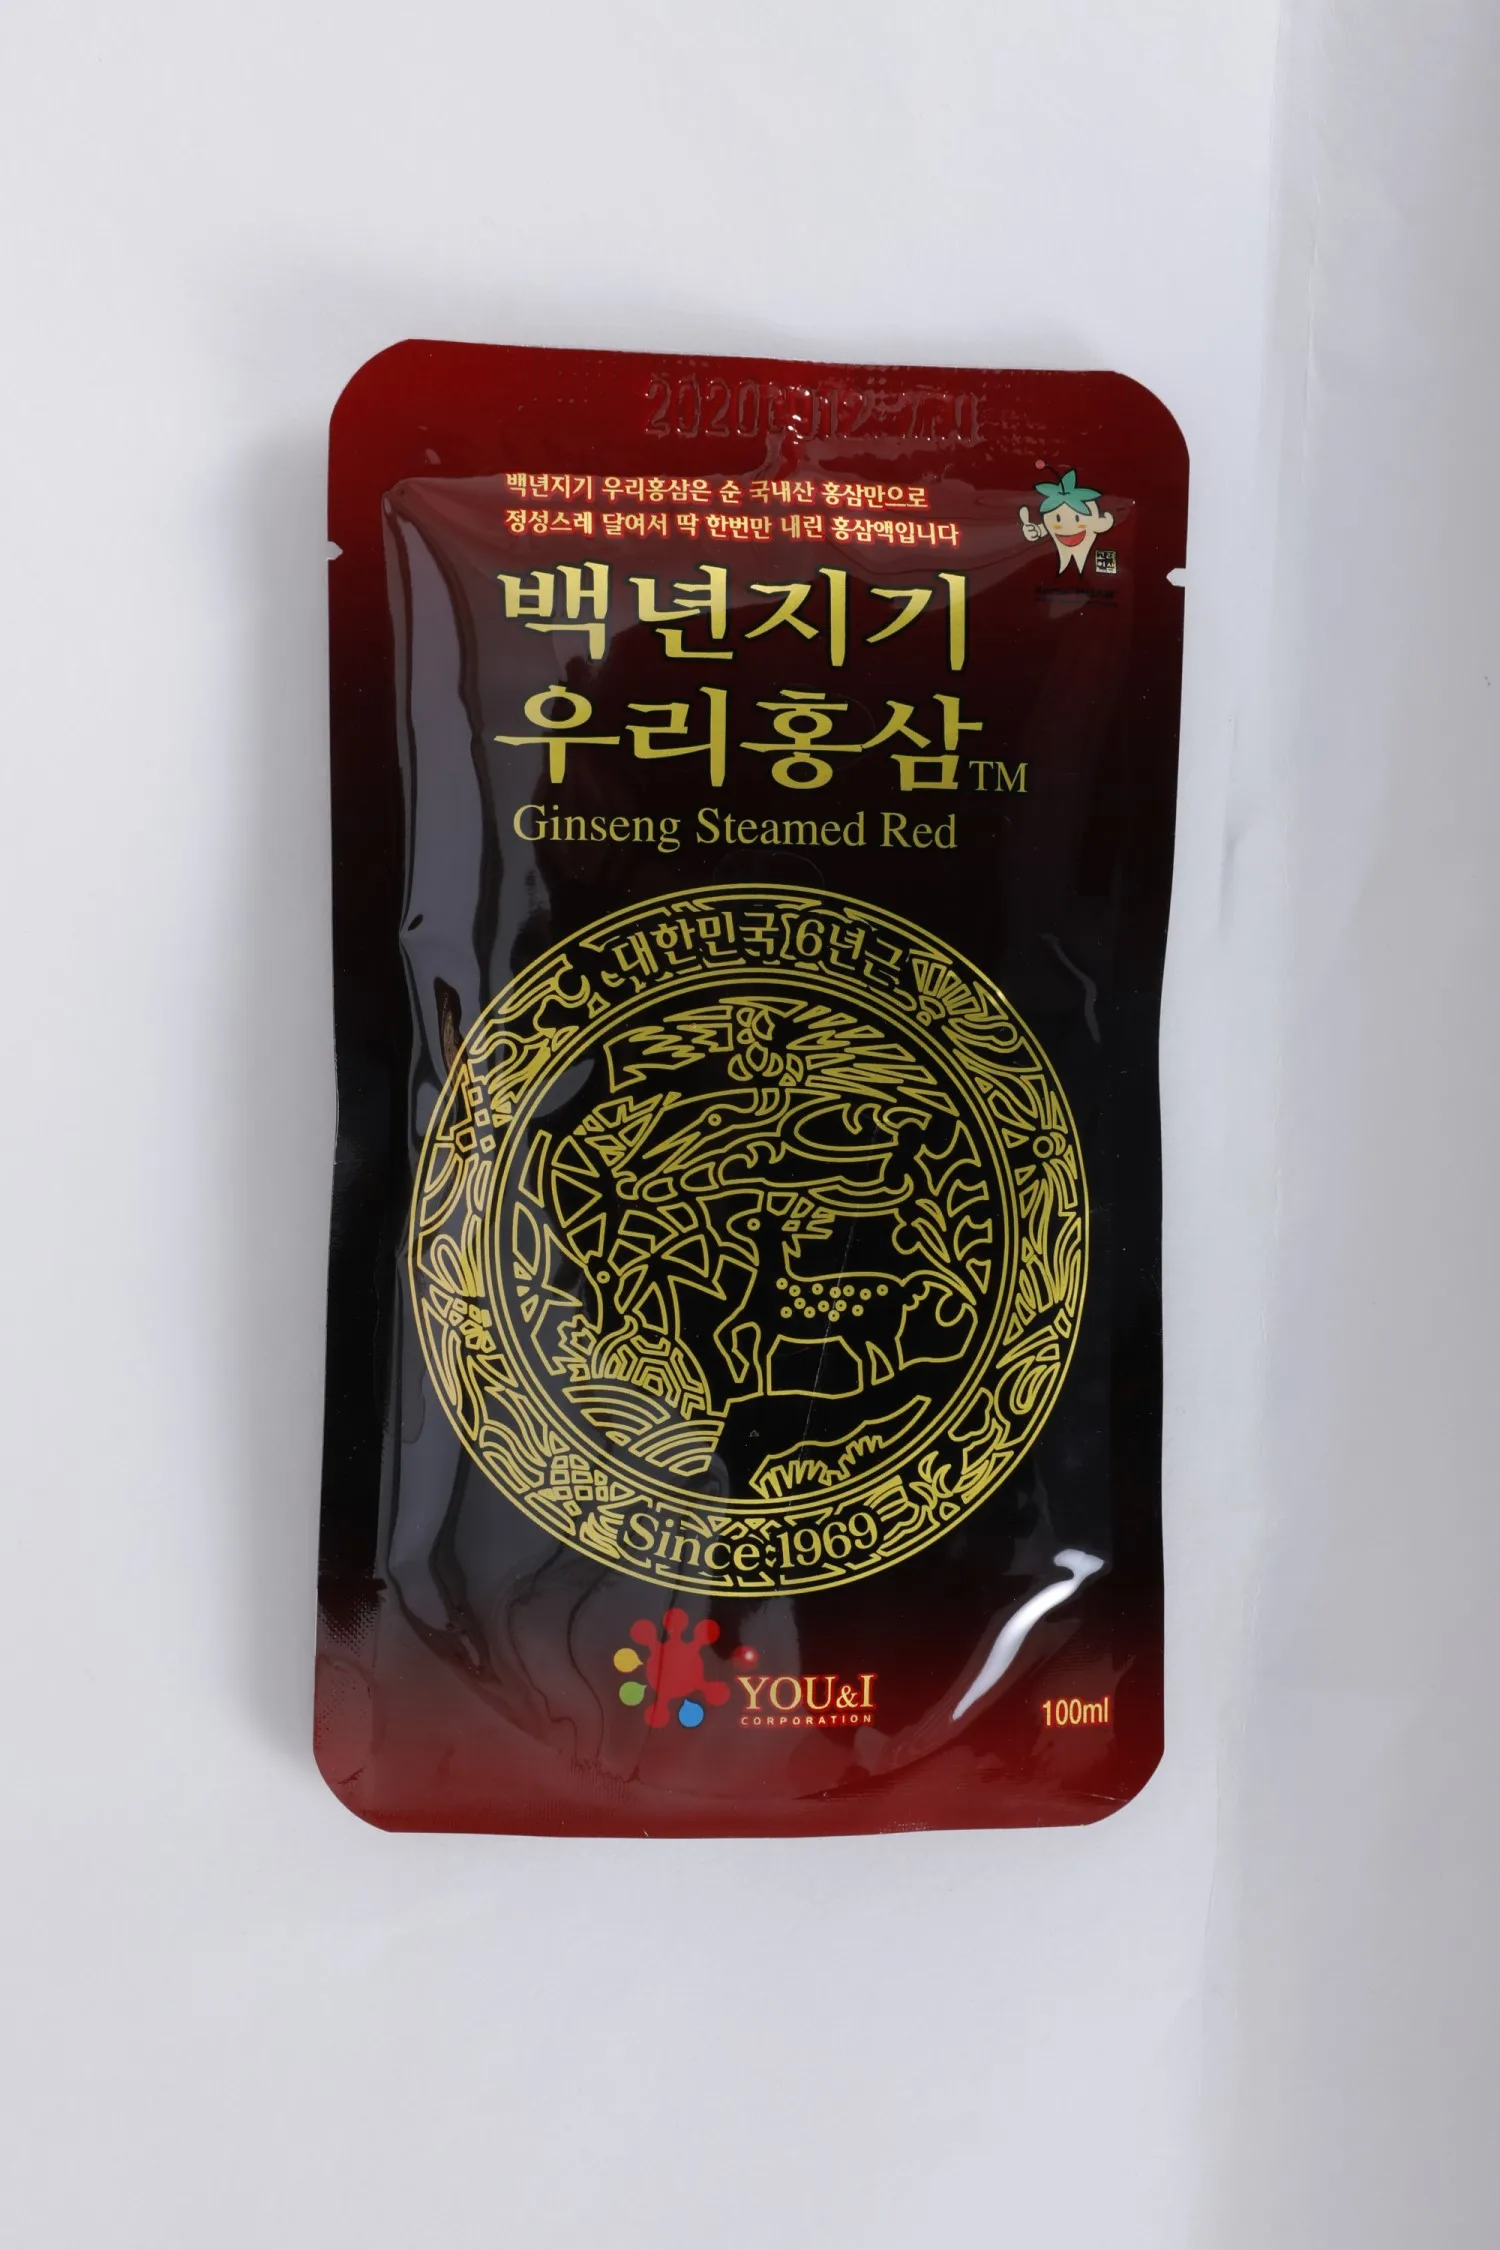 백년지기 우리홍삼은 순 국내산 홍삼만으로
정성스레 달여서 딱 한번만 내린 홍삼액입니다
백년지기
우리홍삼TM
Ginseng Steamed Red
대한민국 6년근
Since 1969
YOU&I
CORPORATION
100ml